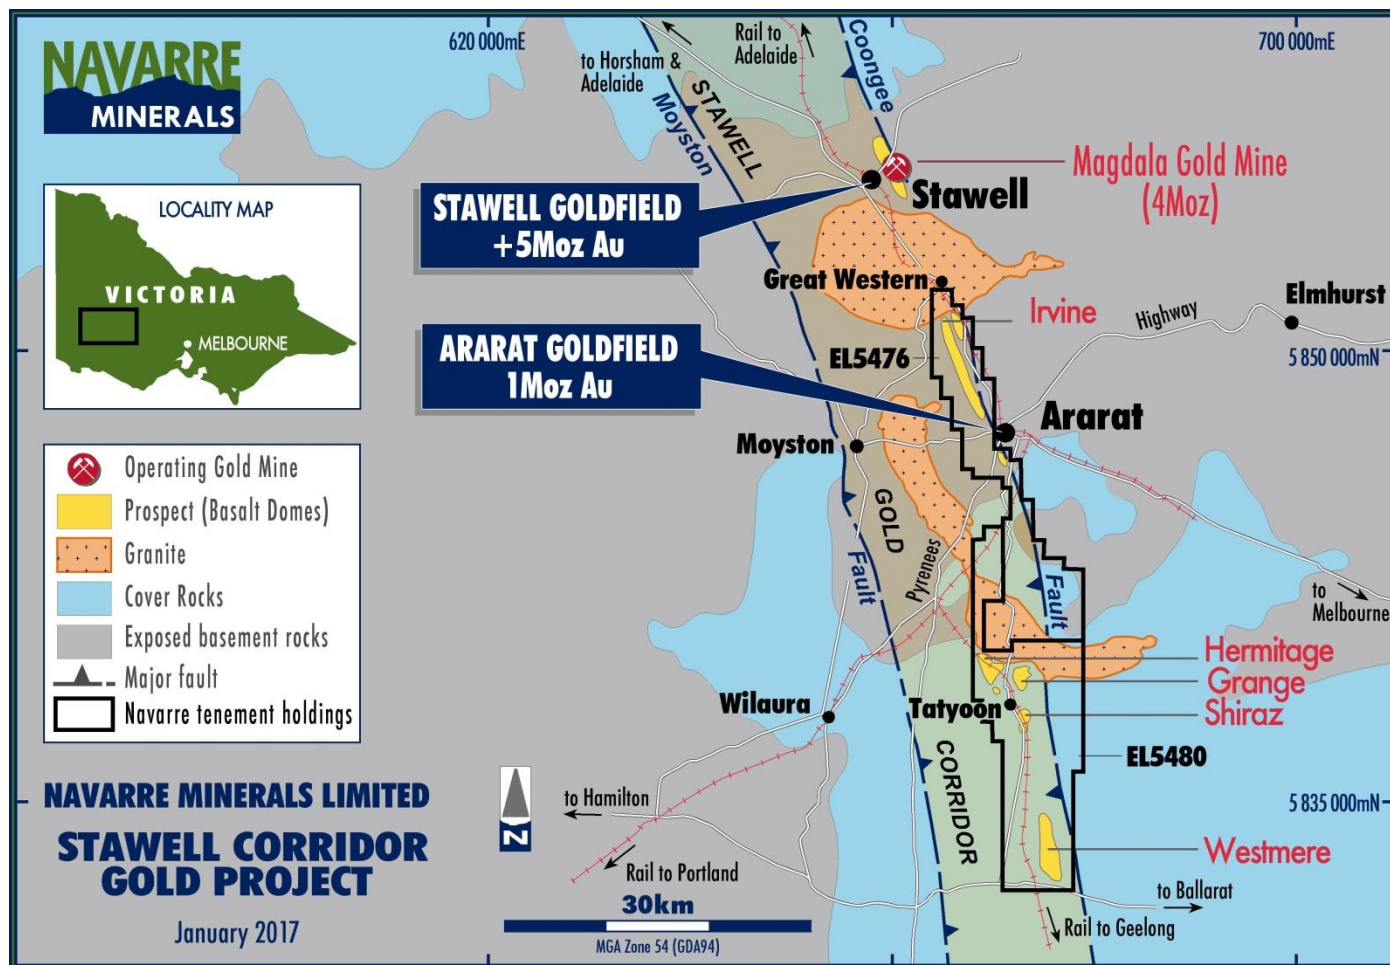 NAVARRE
MINERALS
620 000mE
700 000mE
to Horsham &
Adelaide
Rail to
Adelaide
Coongee
Moyston
STAWELL
Magdala Gold Mine
(4Moz)
Stawell
STAWELL GOLDFIELD
+5Moz Au
LOCALITY MAP
VICTORIA
MELBOURNE
Great Western
Irvine
Highway
Elmhurst
EL5476
5 850 000mN
ARARAT GOLDFIELD
1Moz Au
Ararat
Moyston
Operating Gold Mine
Prospect (Basalt Domes)
Granite
Cover Rocks
Exposed basement rocks
Major fault
Navarre tenement holdings
GOLD
Fault
Pyrenees
Fault
to
Melbourne
Hermitage
Grange
Shiraz
Wilaura
Tatyoon
EL5480
CORRIDOR
NAVARRE MINERALS LIMITED
STAWELL CORRIDOR
GOLD PROJECT
January 2017
N
to Hamilton
Rail to Portland
5 835 000mN
Westmere
to Ballarat
Rail to Geelong
30km
MGA Zone 54 (GDA94)